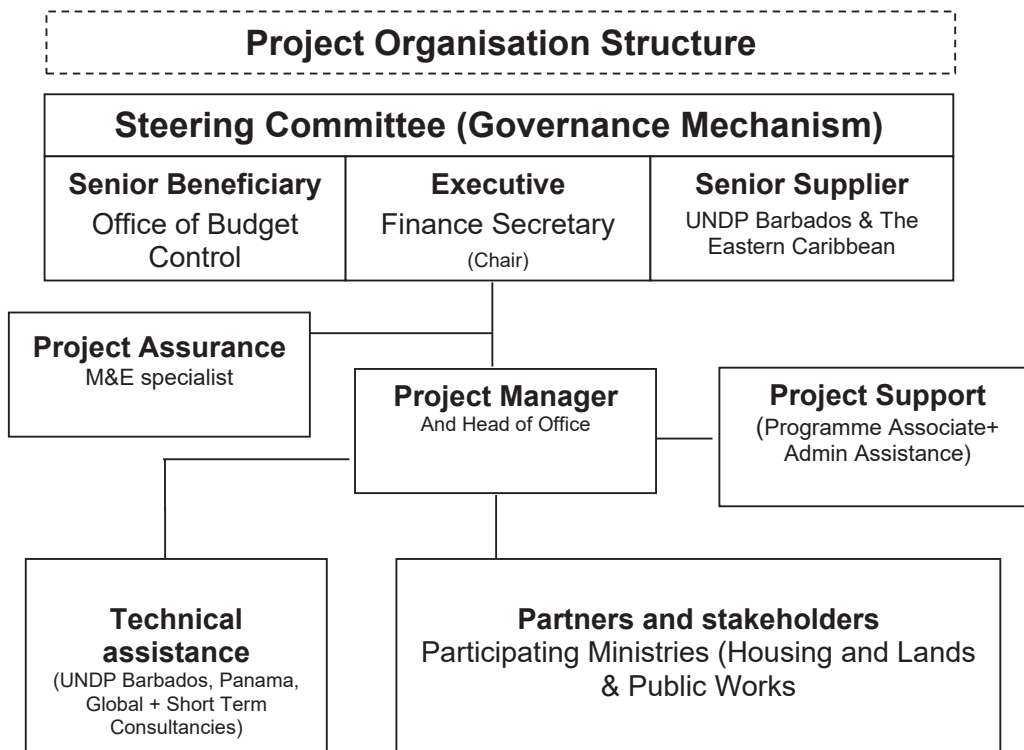 Project Organisation Structure
Steering Committee (Governance Mechanism)
Senior Beneficiary
Office of Budget
Control
Executive
Finance Secretary
(Chair)
Senior Supplier
UNDP Barbados & The
Eastern Caribbean
Project Assurance
M&E specialist
Project Manager
And Head of Office
Project Support
(Programme Associate+
Admin Assistance)
Technical
assistance
(UNDP Barbados, Panama,
Global + Short Term
Consultancies)
Partners and stakeholders
Participating Ministries (Housing and Lands
& Public Works